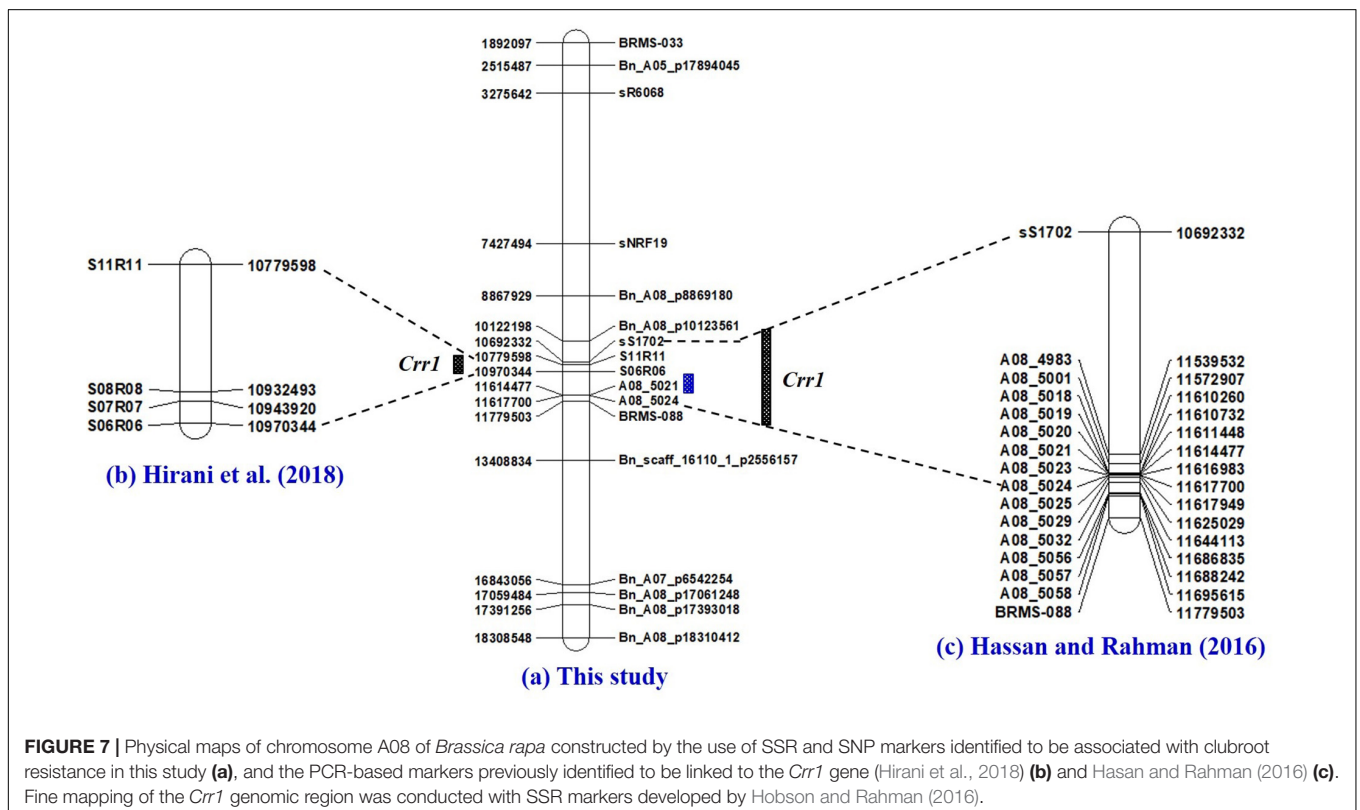 S11R11
S08R08
S07R07
S06R06
10779598
10932493
10943920
10970344
(b) Hirani et al. (2018)
Crr1
1892097
2515487
3275642
7427494
8867929
10122198
10692332
10779598
10970344
11614477
11617700
11779503
13408834
16843056
17059484
17391256
18308548
BRMS-033
Bn_A05_p17894045
sR6068
sNRF19
Bn_A08_p8869180
Bn_A08_p10123561
sS1702
S11R11
S06R06
A08_5021
A08_5024
BRMS-088
Bn_scaff_16110_1_p2556157
Bn_A07_p6542254
Bn_A08_p17061248
Bn_A08_p17393018
Bn_A08_p18310412
(a) This study
Crr1
sS1702
A08_4983
A08_5001
A08_5018
A08_5019
A08_5020
A08_5021
A08_5023
A08_5024
A08_5025
A08_5029
A08_5032
A08_5056
A08_5057
A08_5058
BRMS-088
10692332
11539532
11572907
11610260
11610732
11611448
11614477
11616983
11617700
11617949
11625029
11644113
11686835
11688242
11695615
11779503
(c) Hassan and Rahman (2016)
FIGURE 7 | Physical maps of chromosome A08 of Brassica rapa constructed by the use of SSR and SNP markers identified to be associated with clubroot
resistance in this study (a), and the PCR-based markers previously identified to be linked to the Crr1 gene (Hirani et al., 2018) (b) and Hasan and Rahman (2016) (c).
Fine mapping of the Crr1 genomic region was conducted with SSR markers developed by Hobson and Rahman (2016).